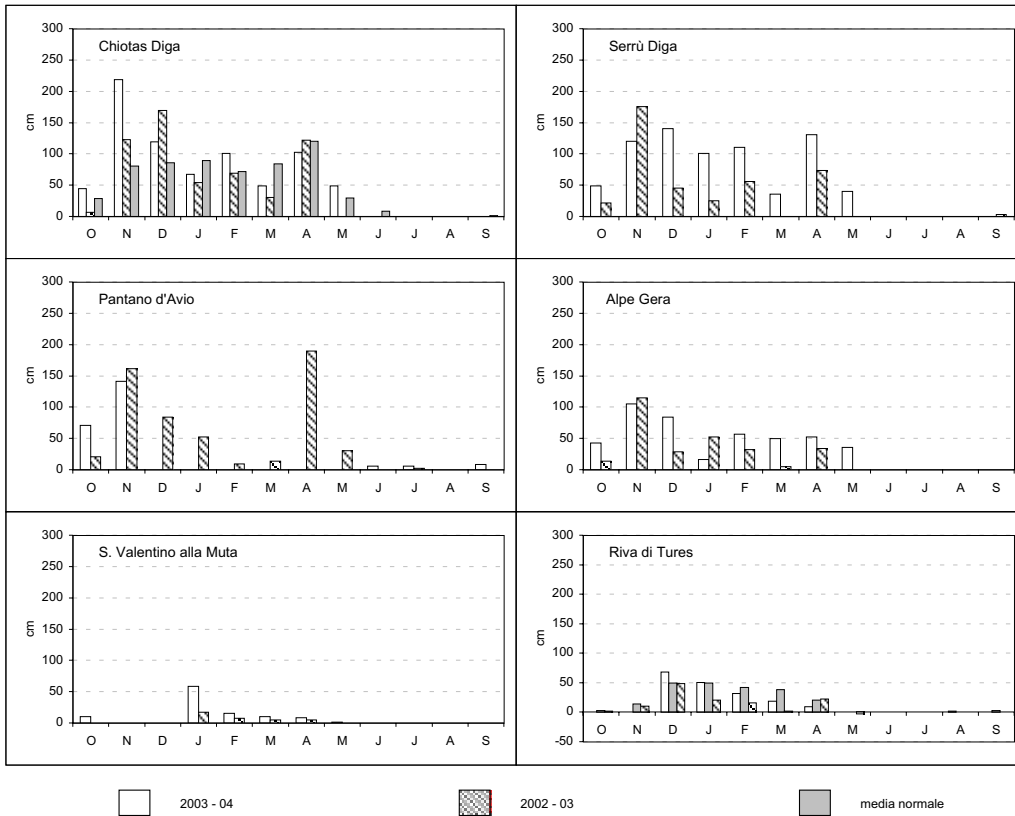 Chiotas Diga
300
250
200
150
100
50
0
cm
O N D J F M A M J J A S
Serrù Diga
300
250
200
150
100
50
0
cm
O N D J F M A M J J A S
Pantano d'Avio
300
250
200
150
100
50
0
cm
O N D J F M A M J J A S
Alpe Gera
300
250
200
150
100
50
0
cm
O N D J F M A M J J A S
S. Valentino alla Muta
300
250
200
150
100
50
0
cm
O N D J F M A M J J A S
Riva di Tures
300
250
200
150
100
50
0
-50
cm
O N D J F M A M J J A S
2003 - 04
2002 - 03
media normale